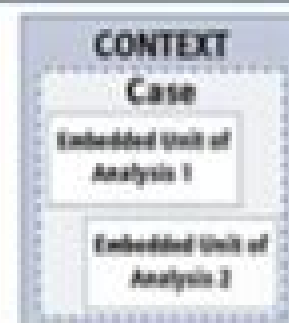 CONTEXT
Case
Embedded Unit of
Analysis 1
Embedded Unit of
Analysis 2